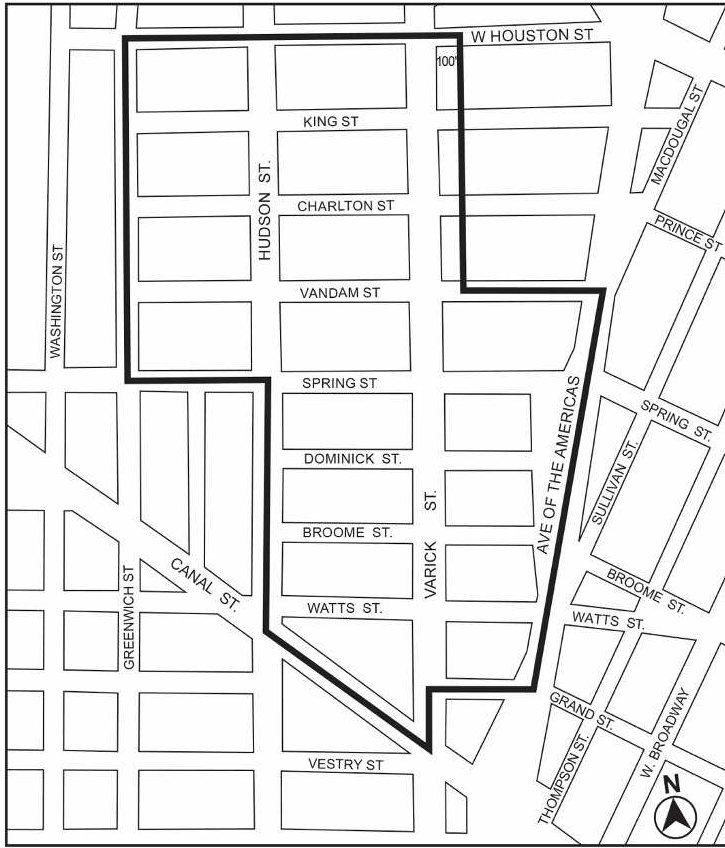 W HOUSTON ST
100'
KING ST
MACDOUGAL ST
HUDSON ST.
CHARLTON ST
PRINCE ST
WASHINGTON ST
VANDAM ST
SPRING ST
AVE OF THE AMERICAS
SPRING ST.
SULLIVAN ST.
DOMINICK ST.
VARICK ST.
BROOME ST.
CANAL ST.
GREENWICH ST
BROOME ST.
WATTS ST.
WATTS ST.
GRAND ST.
W. BROADWAY
THOMPSON ST.
VESTRY ST
N